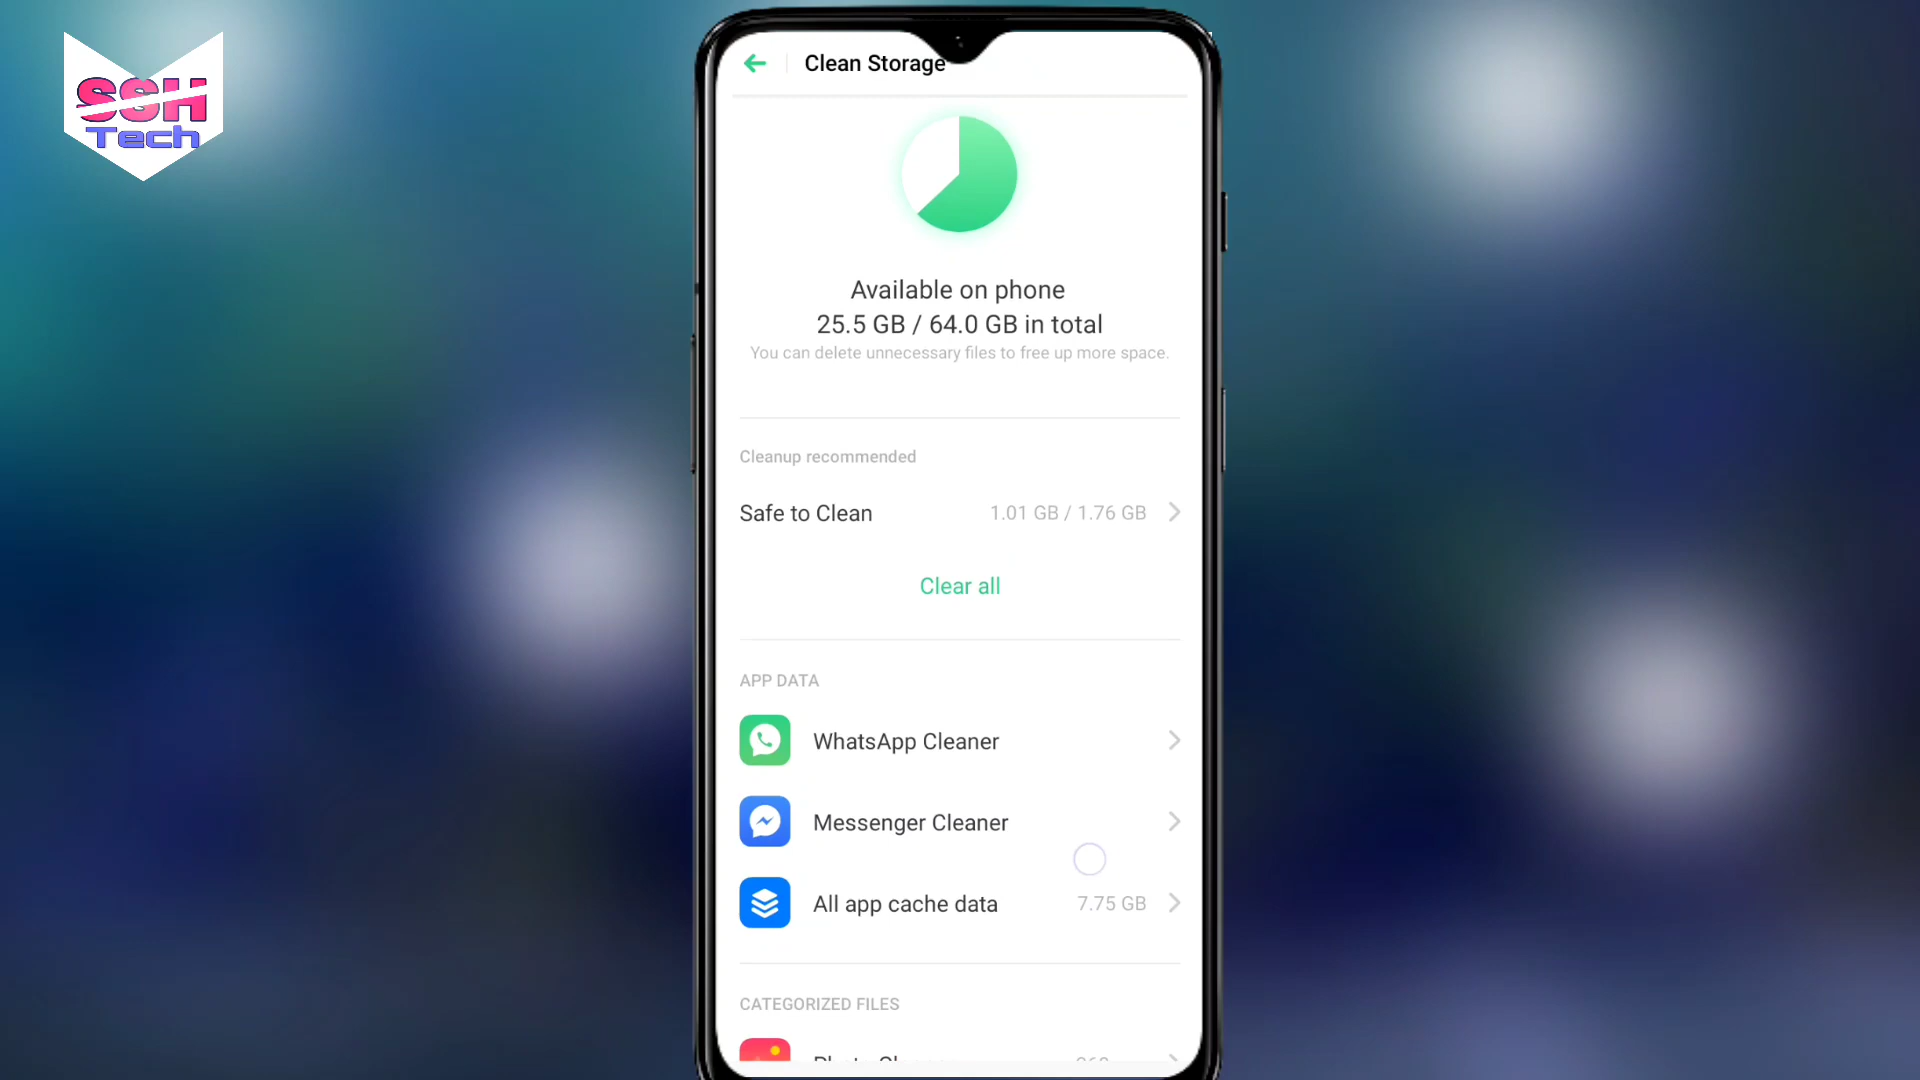 SSH
Tech
Clean Storage
Available on phone
25.5 GB / 64.0 GB in total
You can delete unnecessary files to free up more space.
Cleanup recommended
Safe to Clean 1.01 GB / 1.76 GB
Clear all
APP DATA
WhatsApp Cleaner
Messenger Cleaner
All app cache data 7.75 GB
CATEGORIZED FILES